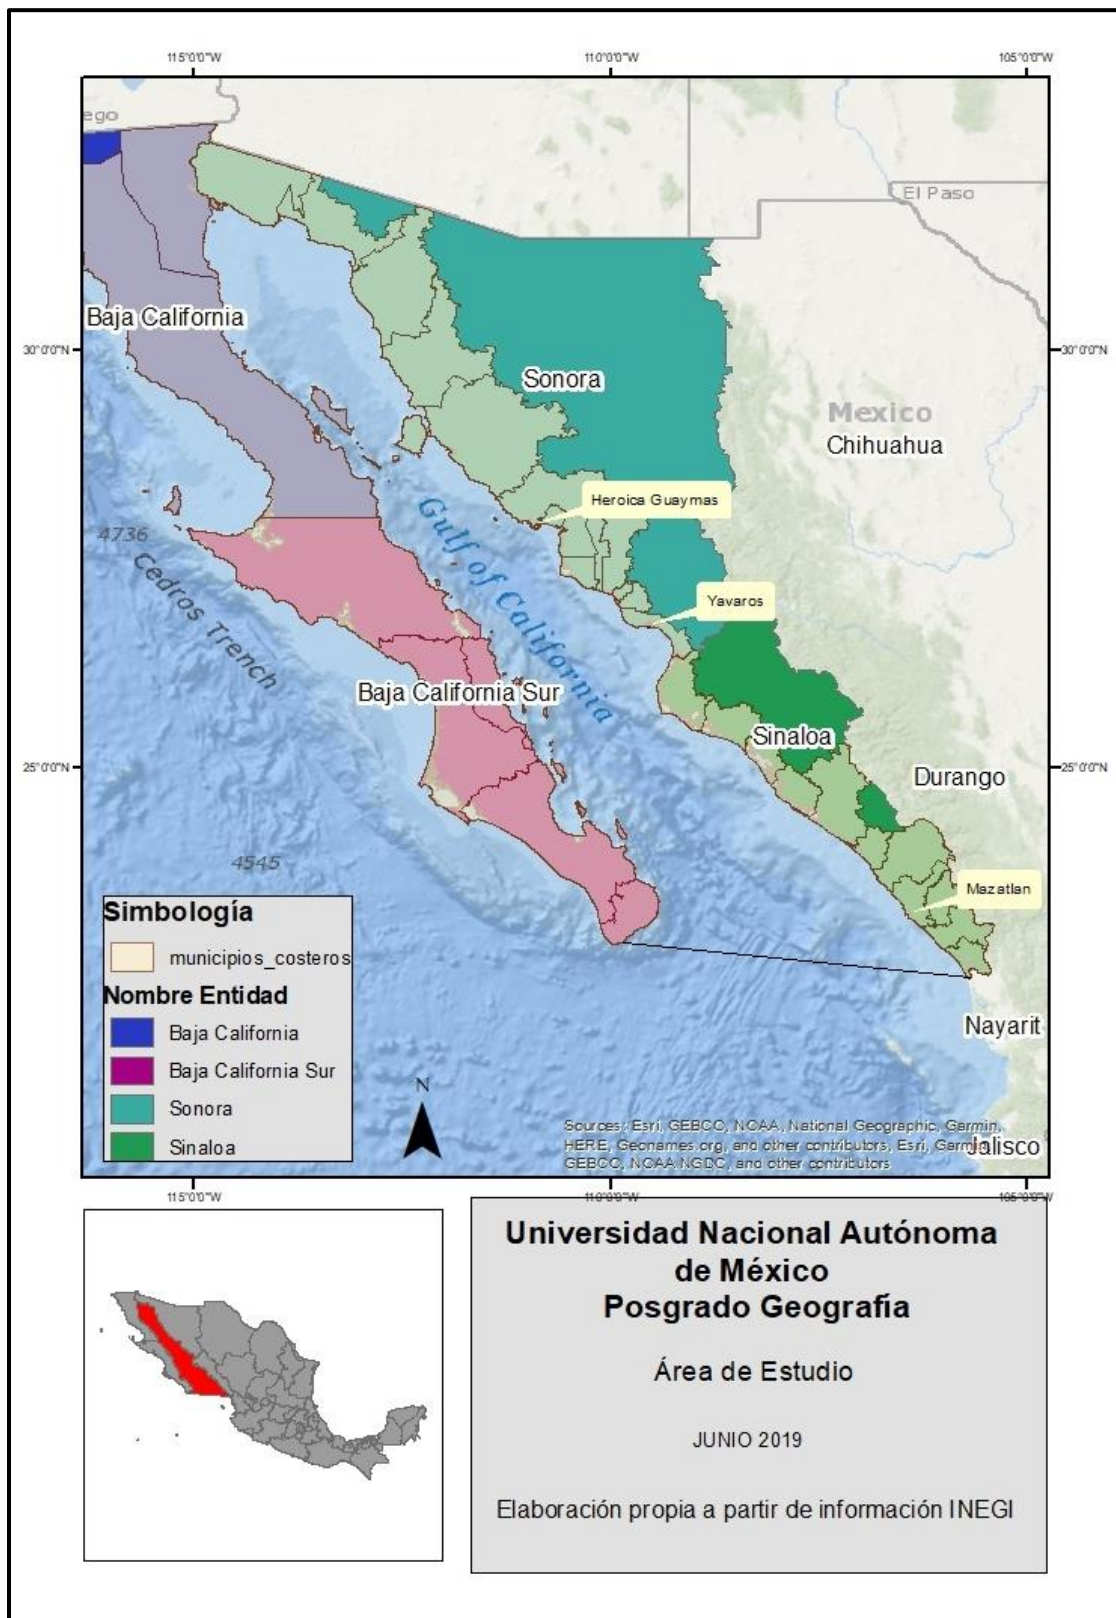 115°0'0"W
110°0'0"W
105°0'0"W
ego
El Paso
Baja California
30°0'0"N
30°0'0"N
Sonora
Mexico
Chihuahua
Heroica Guaymas
Gulf of California
4736
Cedros Trench
Yavaros
Baja California Sur
Sinaloa
25°0'0"N
25°0'0"N
Durango
4545
Mazatlan
Simbología
municipios_costeros
Nombre Entidad
Baja California
Baja California Sur
Sonora
Sinaloa
Nayarit
N
Sources: Esri, GEBCO, NOAA, National Geographic, Garmin,
HERE, Geonames.org, and other contributors, Esri, Garmin,
GEBCO, NOAA NGDC, and other contributors
Jalisco
115°0'0"W
110°0'0"W
105°0'0"W
Universidad Nacional Autónoma
de México
Posgrado Geografía
Área de Estudio
JUNIO 2019
Elaboración propia a partir de información INEGI